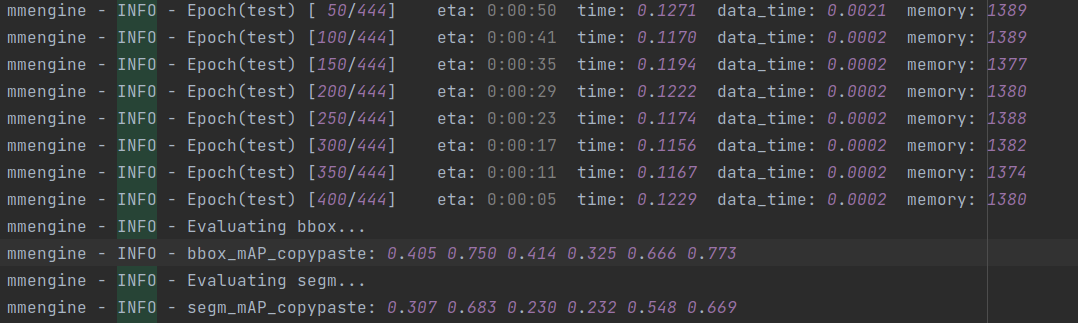 mmengine - INFO - Epoch(test) [ 50/444]    eta: 0:00:50  time: 0.1271  data_time: 0.0021  memory: 1389
mmengine - INFO - Epoch(test) [100/444]    eta: 0:00:41  time: 0.1170  data_time: 0.0002  memory: 1389
mmengine - INFO - Epoch(test) [150/444]    eta: 0:00:35  time: 0.1194  data_time: 0.0002  memory: 1377
mmengine - INFO - Epoch(test) [200/444]    eta: 0:00:29  time: 0.1222  data_time: 0.0002  memory: 1380
mmengine - INFO - Epoch(test) [250/444]    eta: 0:00:23  time: 0.1174  data_time: 0.0002  memory: 1388
mmengine - INFO - Epoch(test) [300/444]    eta: 0:00:17  time: 0.1156  data_time: 0.0002  memory: 1382
mmengine - INFO - Epoch(test) [350/444]    eta: 0:00:11  time: 0.1167  data_time: 0.0002  memory: 1374
mmengine - INFO - Epoch(test) [400/444]    eta: 0:00:05  time: 0.1229  data_time: 0.0002  memory: 1380
mmengine - INFO - Evaluating bbox...
mmengine - INFO - bbox_mAP_copypaste: 0.405 0.750 0.414 0.325 0.666 0.773
mmengine - INFO - Evaluating segm...
mmengine - INFO - segm_mAP_copypaste: 0.307 0.683 0.230 0.232 0.548 0.669